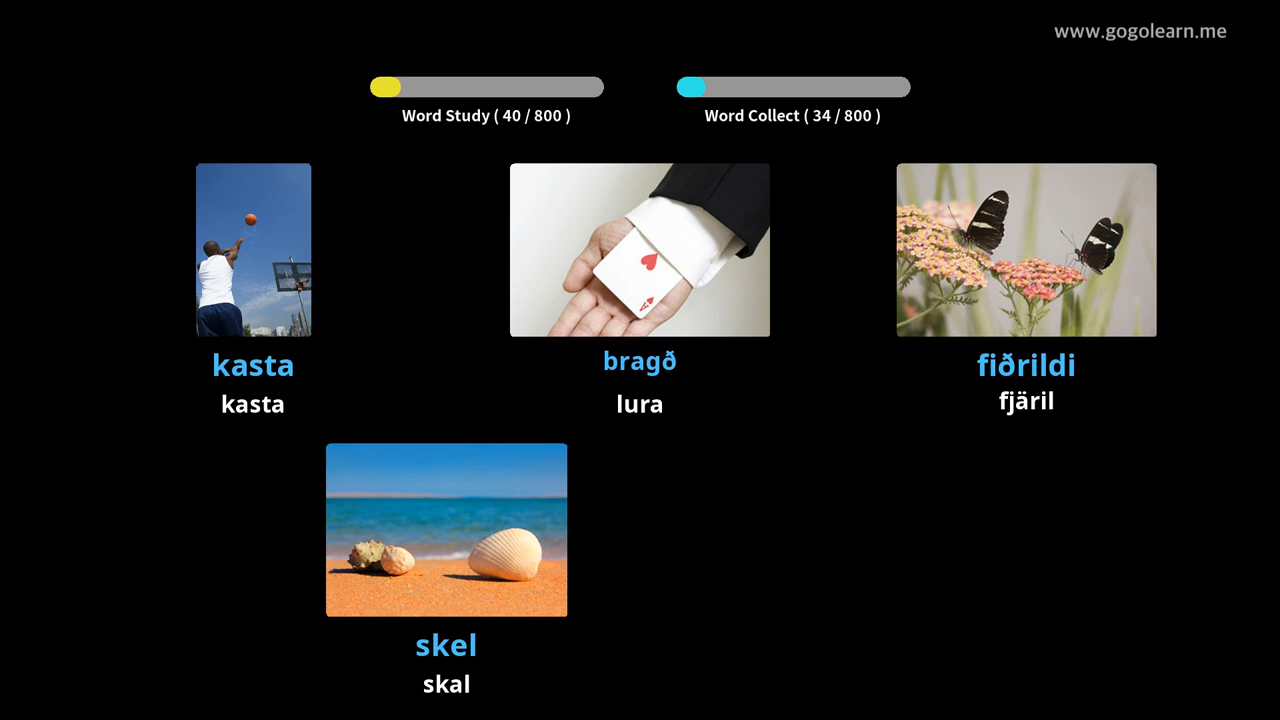 www.gogolearn.me
Word Study ( 40 / 800 )
Word Collect ( 34 / 800 )
kasta
kasta
bragð
lura
fiðrildi
fjäril
skel
skal